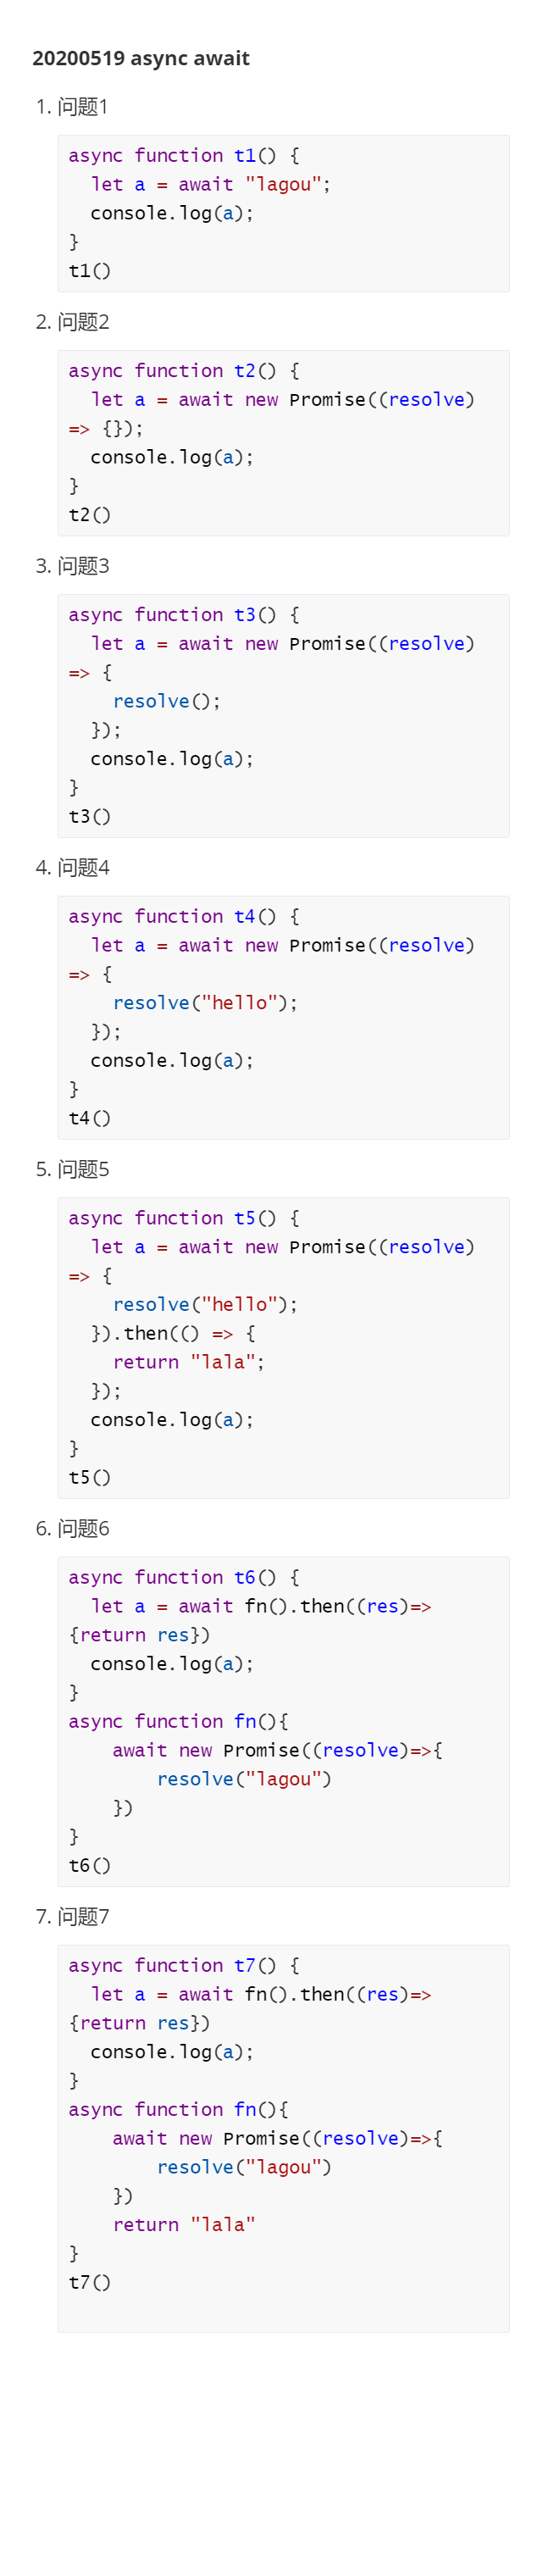 20200519 async await
1. 问题1
async function t1() {
  let a = await "lagou";
  console.log(a);
}
t1()
2. 问题2
async function t2() {
  let a = await new Promise((resolve)
=> {});
  console.log(a);
}
t2()
3. 问题3
async function t3() {
  let a = await new Promise((resolve)
=> {
    resolve();
  });
  console.log(a);
}
t3()
4. 问题4
async function t4() {
  let a = await new Promise((resolve)
=> {
    resolve("hello");
  });
  console.log(a);
}
t4()
5. 问题5
async function t5() {
  let a = await new Promise((resolve)
=> {
    resolve("hello");
  }).then(() => {
    return "lala";
  });
  console.log(a);
}
t5()
6. 问题6
async function t6() {
  let a = await fn().then((res)=>
{return res})
  console.log(a);
}
async function fn(){
    await new Promise((resolve)=>{
        resolve("lagou")
    })
}
t6()
7. 问题7
async function t7() {
  let a = await fn().then((res)=>
{return res})
  console.log(a);
}
async function fn(){
    await new Promise((resolve)=>{
        resolve("lagou")
    })
    return "lala"
}
t7()